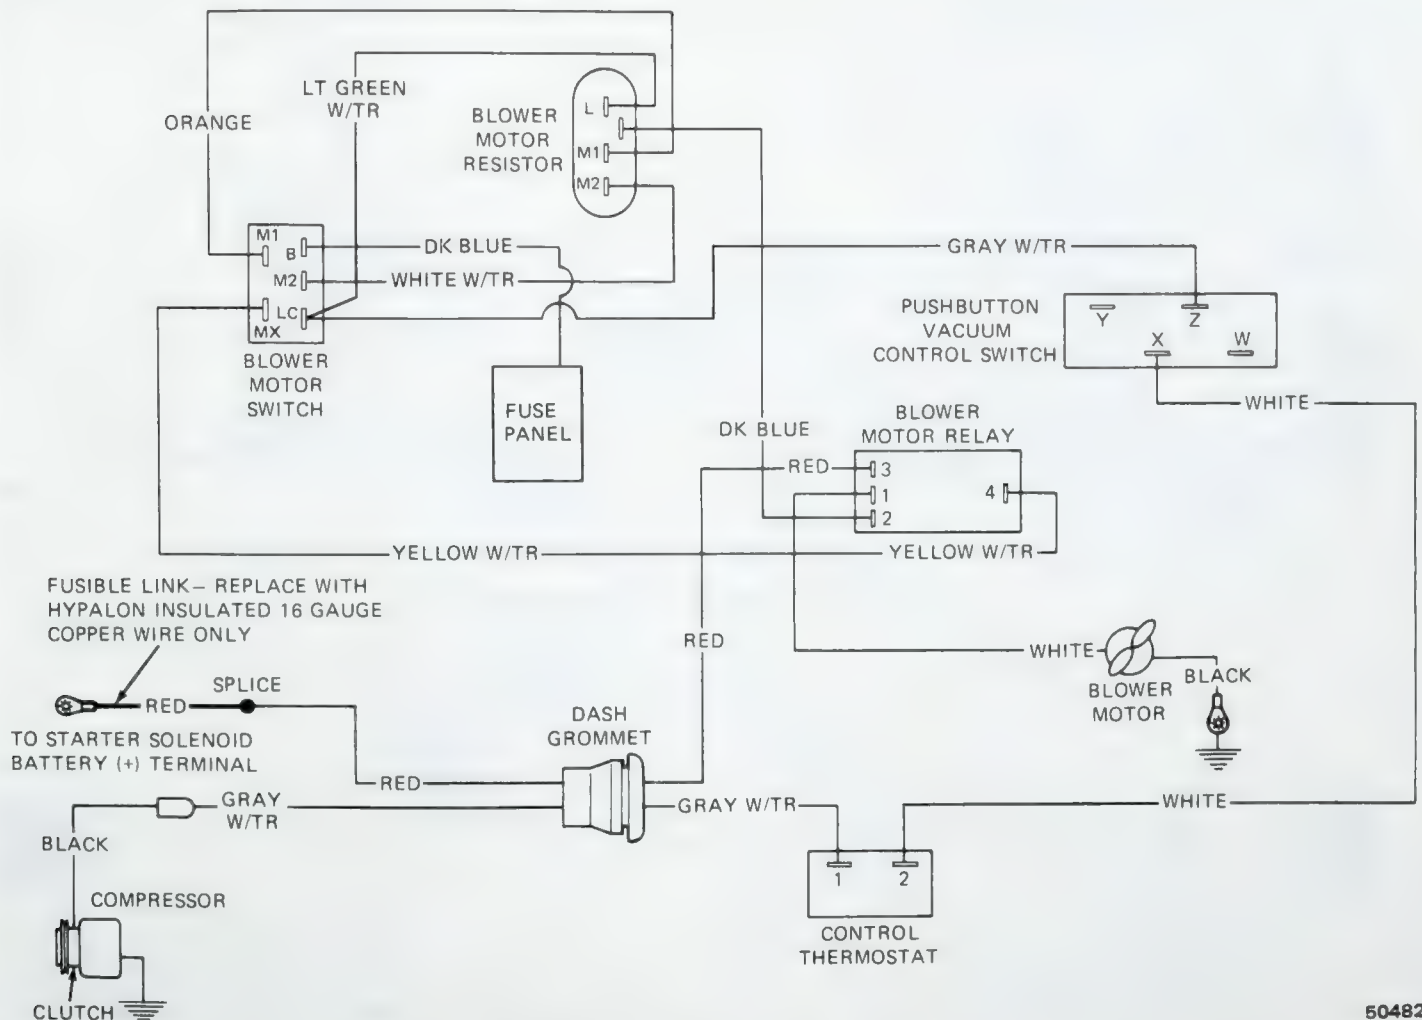 LT GREEN
W/TR
ORANGE
BLOWER
MOTOR
RESISTOR
L
M1
M2
M1
B
M2
LC
MX
DK BLUE
WHITE W/TR
BLOWER
MOTOR
SWITCH
FUSE
PANEL
GRAY W/TR
PUSHBUTTON
VACUUM
CONTROL SWITCH
Y
Z
X
W
WHITE
DK BLUE
BLOWER
MOTOR RELAY
RED
3
1
2
4
YELLOW W/TR
YELLOW W/TR
FUSIBLE LINK– REPLACE WITH
HYPALON INSULATED 16 GAUGE
COPPER WIRE ONLY
RED
SPLICE
TO STARTER SOLENOID
BATTERY (+) TERMINAL
RED
WHITE
BLOWER
MOTOR
BLACK
DASH
GROMMET
RED
GRAY
W/TR
GRAY W/TR
WHITE
BLACK
COMPRESSOR
CLUTCH
1
2
CONTROL
THERMOSTAT
50482